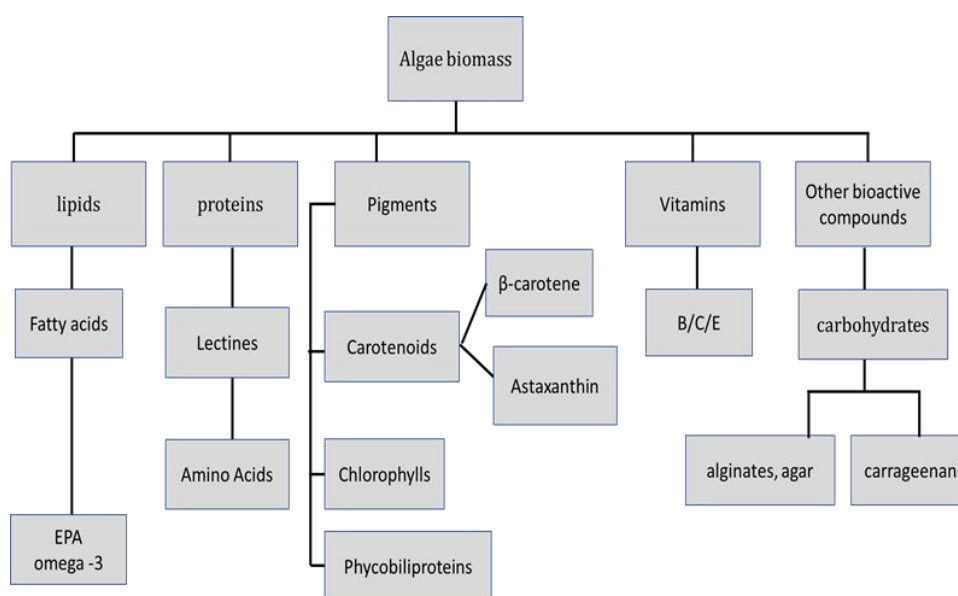 Algae biomass
lipids
proteins
Pigments
Vitamins
Other bioactive
compounds
Fatty acids
Lectines
Carotenoids
β-carotene
Astaxanthin
B/C/E
carbohydrates
Amino Acids
Chlorophylls
alginates, agar
carrageenan
EPA
omega -3
Phycobiliproteins